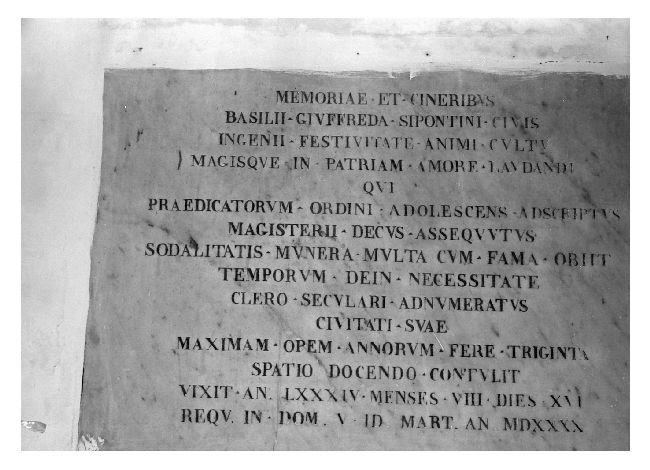 MEMORIAE · ET · CINERIBVS
BASILII · GIVFFREDA · SIPONTINI · CIVIS
INGENII · FESTIVITATE · ANIMI · CVLTV
MAGISQVE · IN · PATRIAM · AMORE · LAVDANDI
QVI
PRAEDICATORVM · ORDINI · ADOLESCENS · ADSCRIPTVS
MAGISTERII · DECVS · ASSEQVVTVS
SODALITATIS · MVNERA · MVLTA CVM · FAMA · OBIIT
TEMPORVM · DEIN · NECESSITATE
CLERO · SECVLARI · ADNVMERATVS
CIVITATI · SVAE
MAXIMAM · OPEM · ANNORVM · FERE · TRIGINTA
SPATIO DOCENDO · CONTVLIT
VIXIT · AN. LXXXIV · MENSES · VIII · DIES · XVI
REQV. IN · DOM. V · ID MART. AN MDXXXX